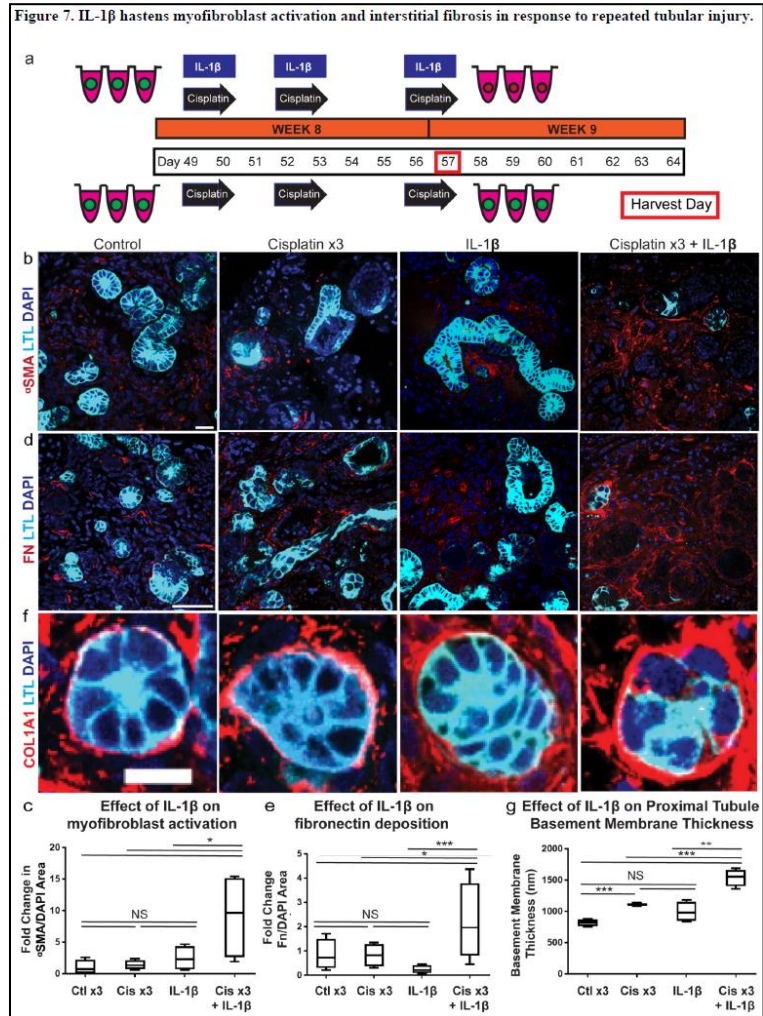 Figure 7. IL-1β hastens myofibroblast activation and interstitial fibrosis in response to repeated tubular injury.
a
IL-1β IL-1β IL-1β
Cisplatin Cisplatin Cisplatin
WEEK 8 WEEK 9
Day 49 50 51 52 53 54 55 56 57 58 59 60 61 62 63 64
Cisplatin Cisplatin Cisplatin
Harvest Day
Control Cisplatin x3 IL-1β Cisplatin x3 + IL-1β
b
αSMA LTL DAPI
d
FN LTL DAPI
f
COL1A1 LTL DAPI
c Effect of IL-1β on
myofibroblast activation
Fold Change in
αSMA/DAPI Area
20
15
10
5
0
*
NS
Ctl x3 Cis x3 IL-1β Cis x3
+ IL-1β
e Effect of IL-1β on
fibronectin deposition
Fold Change
Fn/DAPI Area
5
4
3
2
1
0
***
*
NS
Ctl x3 Cis x3 IL-1β Cis x3
+ IL-1β
g Effect of IL-1β on Proximal Tubule
Basement Membrane Thickness
Basement Membrane
Thickness (nm)
2000
1500
1000
500
0
**
***
NS
***
Ctl x3 Cis x3 IL-1β Cis x3
+ IL-1β